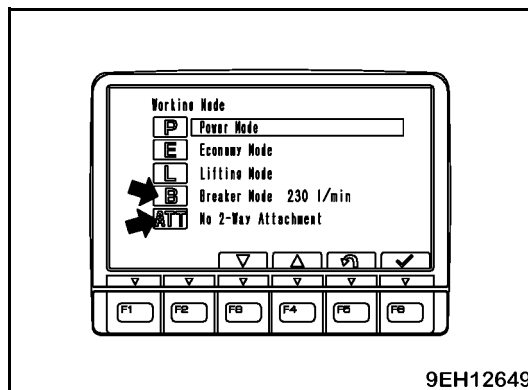 Working Mode
P Power Mode
E Economy Mode
L Lifting Mode
B Breaker Mode 230 l/min
ATT No 2-Way Attachment
F1 F2 F3 F4 F5 F6
9EH12649